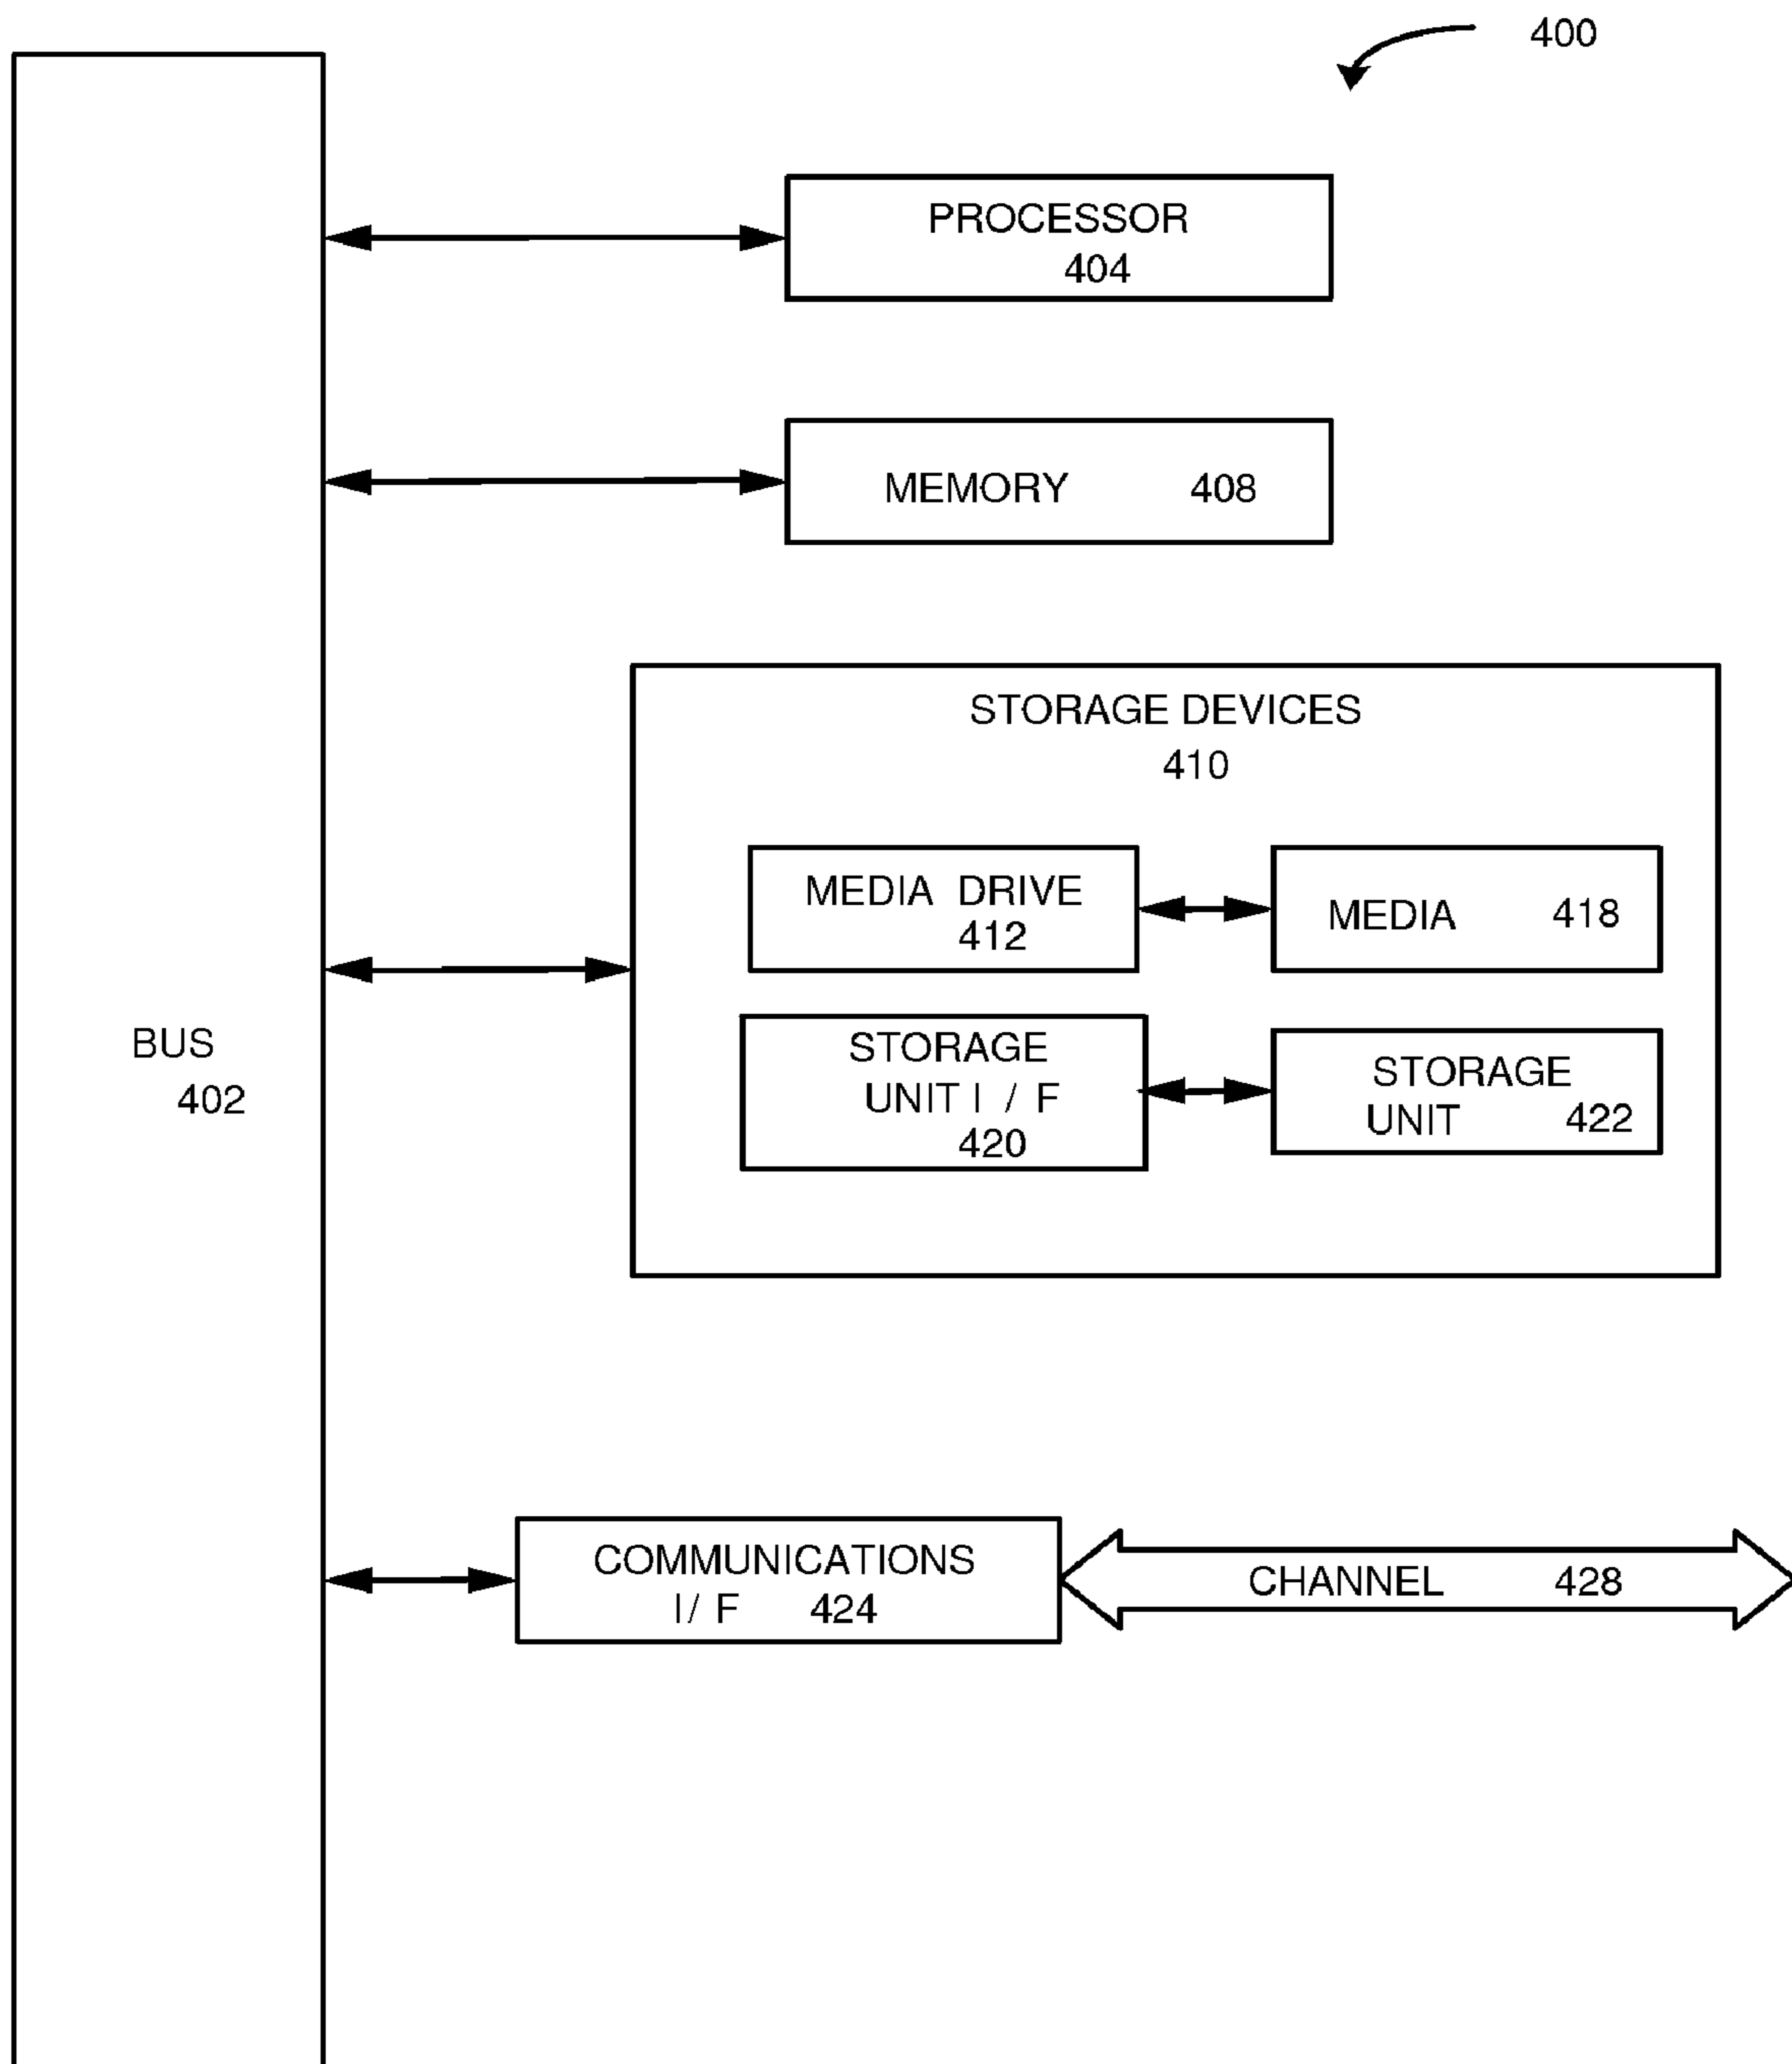 400
PROCESSOR
404
MEMORY 408
STORAGE DEVICES
410
MEDIA DRIVE
412
MEDIA 418
STORAGE
UNIT I / F
420
STORAGE
UNIT 422
BUS
402
COMMUNICATIONS
I/ F 424
CHANNEL 428